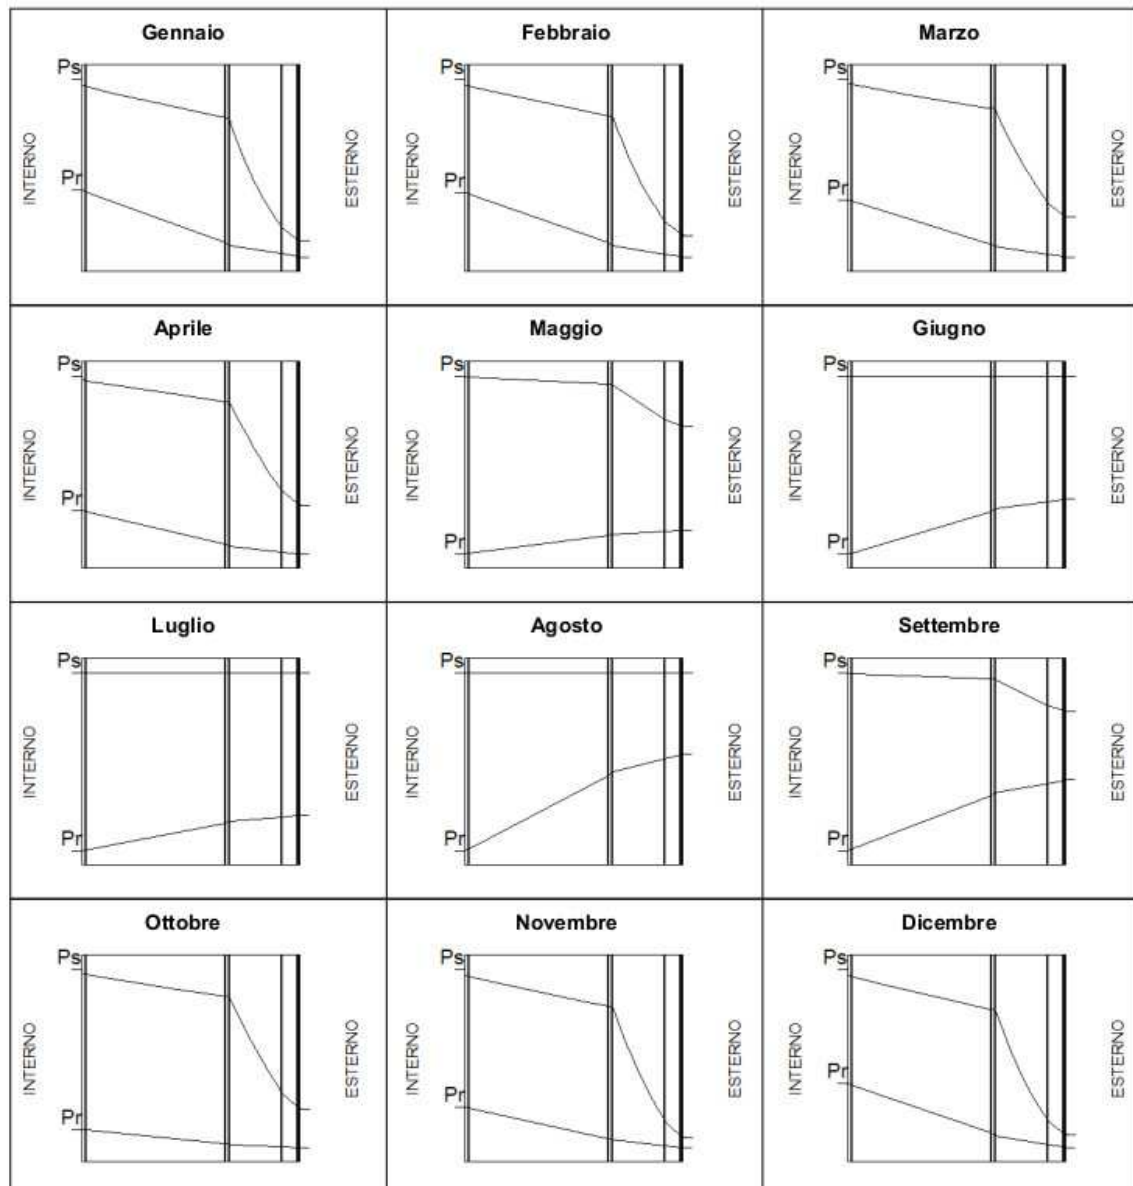 Gennaio
Ps
Pr
INTERNO
ESTERNO
Febbraio
Ps
Pr
INTERNO
ESTERNO
Marzo
Ps
Pr
INTERNO
ESTERNO
Aprile
Ps
Pr
INTERNO
ESTERNO
Maggio
Ps
Pr
INTERNO
ESTERNO
Giugno
Ps
Pr
INTERNO
ESTERNO
Luglio
Ps
Pr
INTERNO
ESTERNO
Agosto
Ps
Pr
INTERNO
ESTERNO
Settembre
Ps
Pr
INTERNO
ESTERNO
Ottobre
Ps
Pr
INTERNO
ESTERNO
Novembre
Ps
Pr
INTERNO
ESTERNO
Dicembre
Ps
Pr
INTERNO
ESTERNO